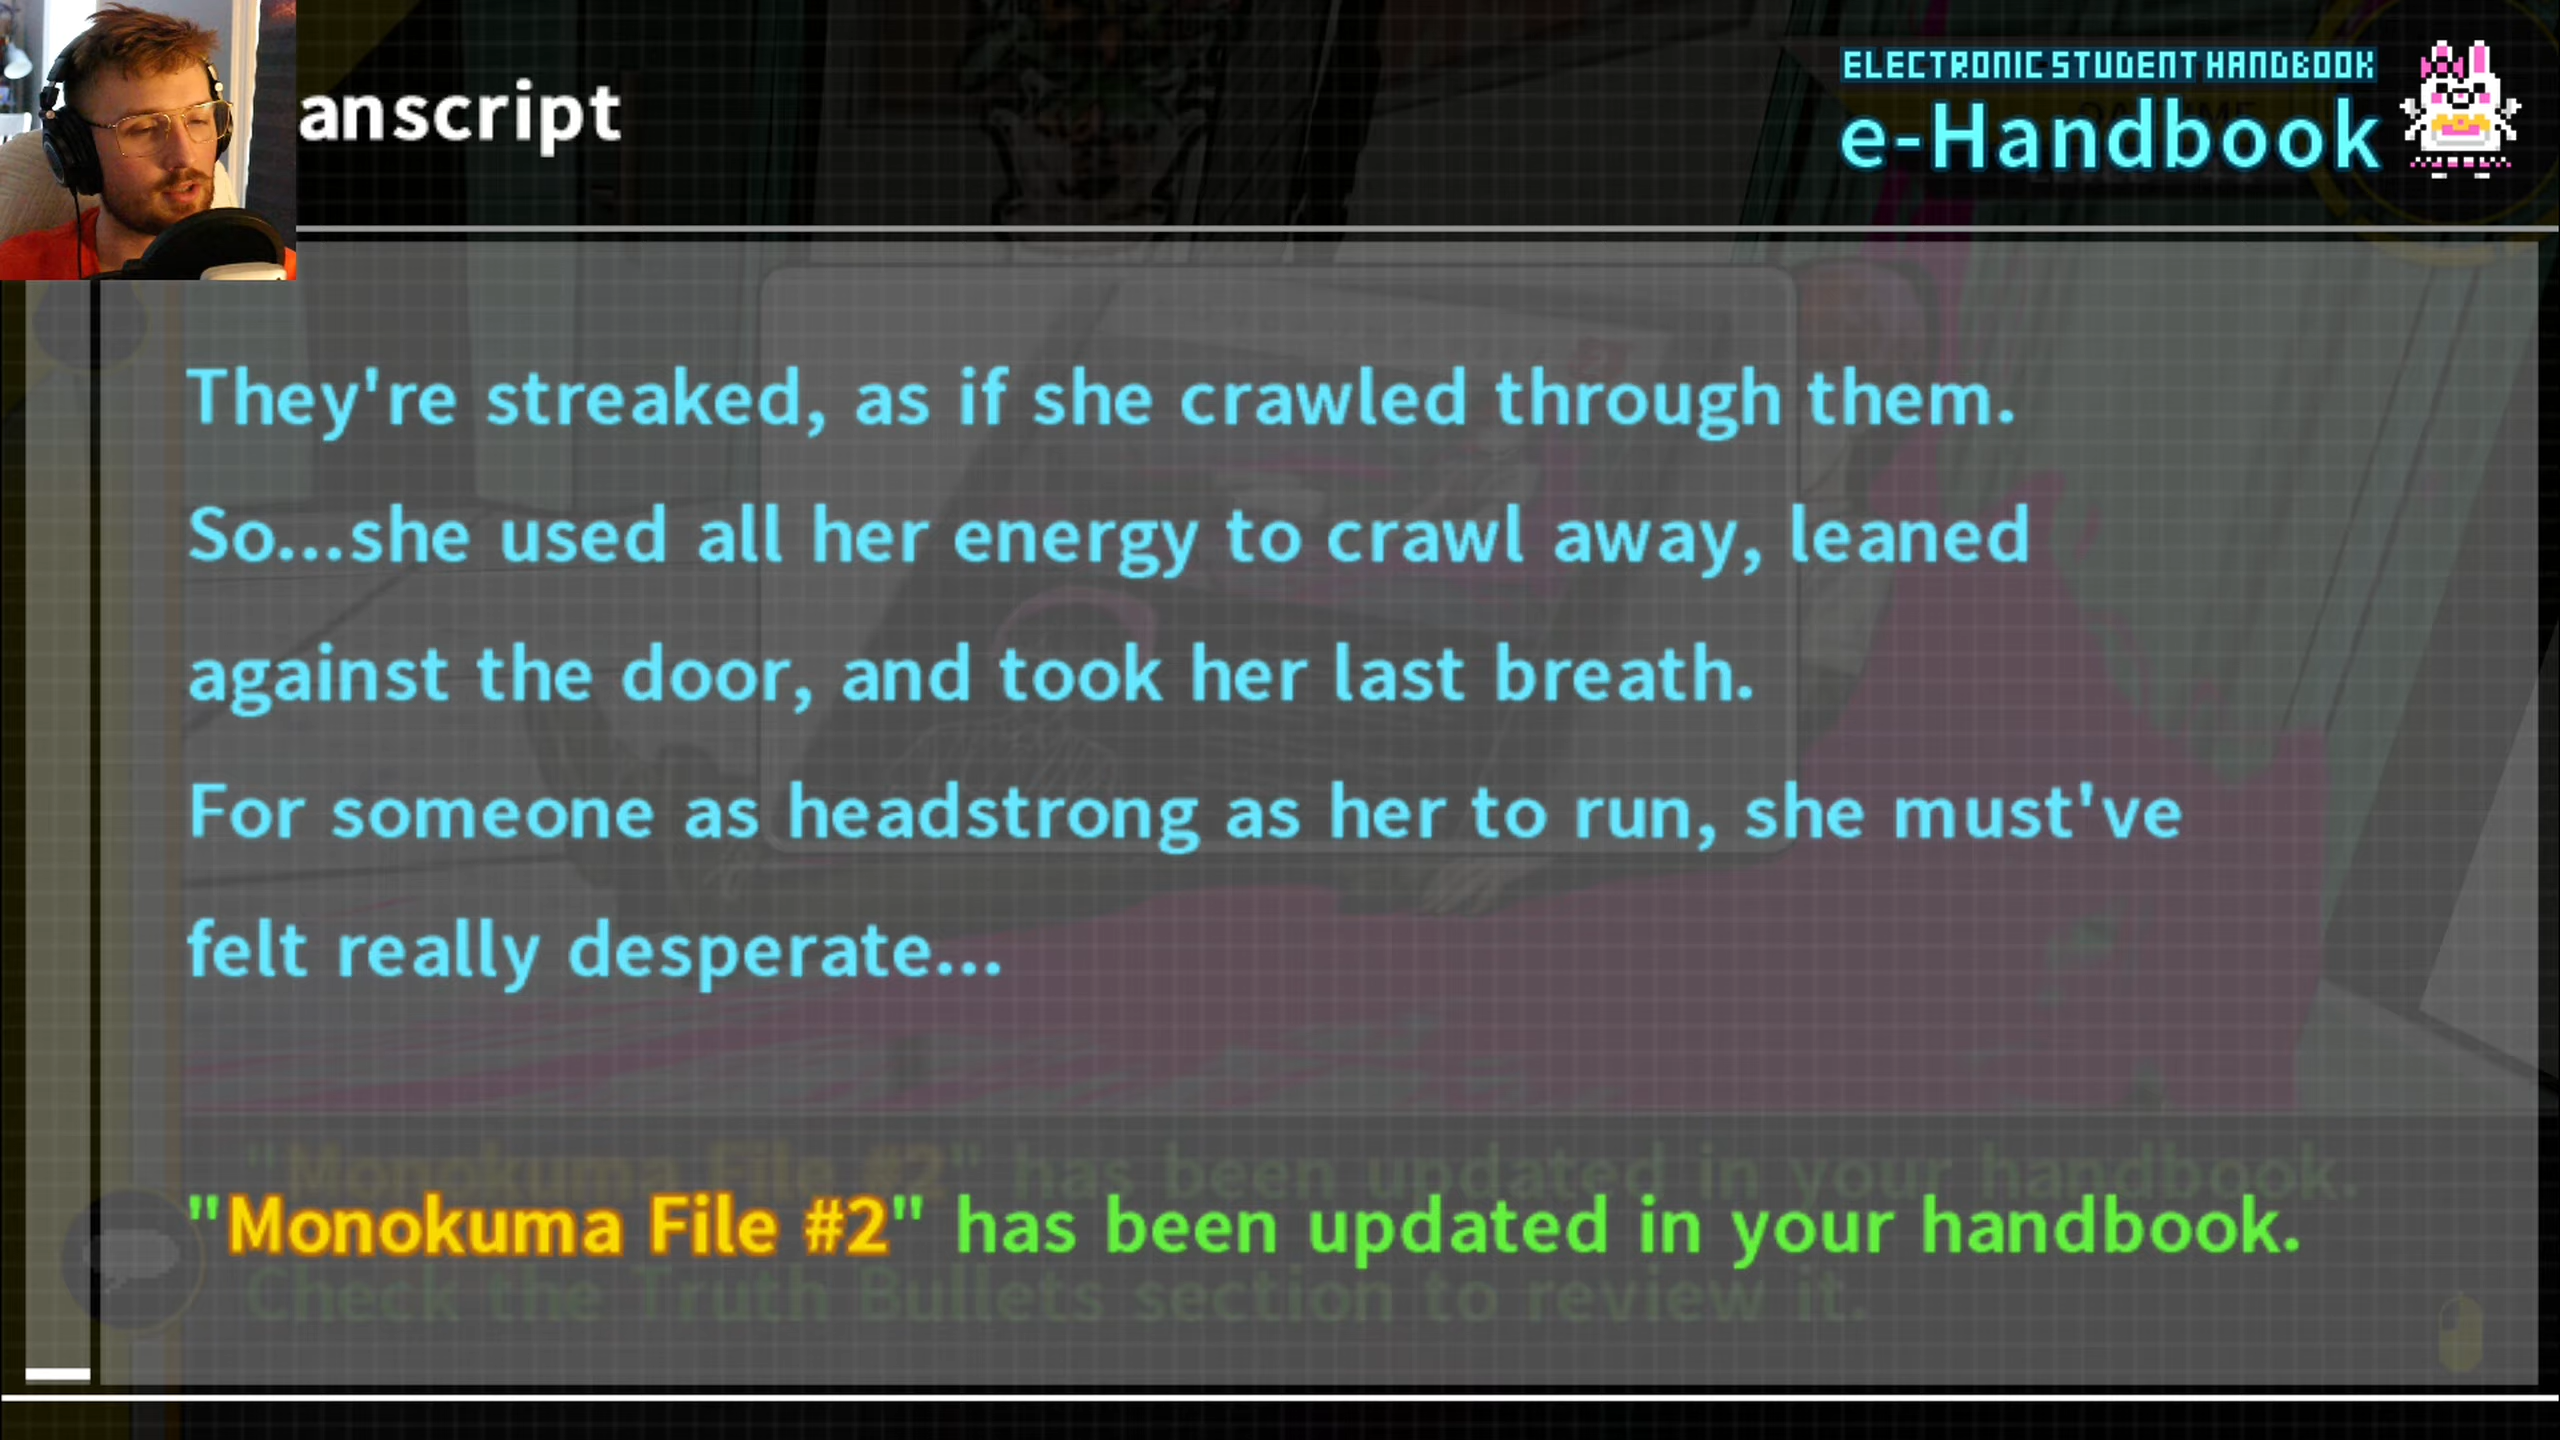 anscript
ELECTRONIC STUDENT HANDBOOK
e-Handbook
They're streaked, as if she crawled through them.
So...she used all her energy to crawl away, leaned
against the door, and took her last breath.
For someone as headstrong as her to run, she must've
felt really desperate...
"Monokuma File #2" has been updated in your handbook.
"Monokuma File #2" has been updated in your handbook.
Check the Truth Bullets section to review it.